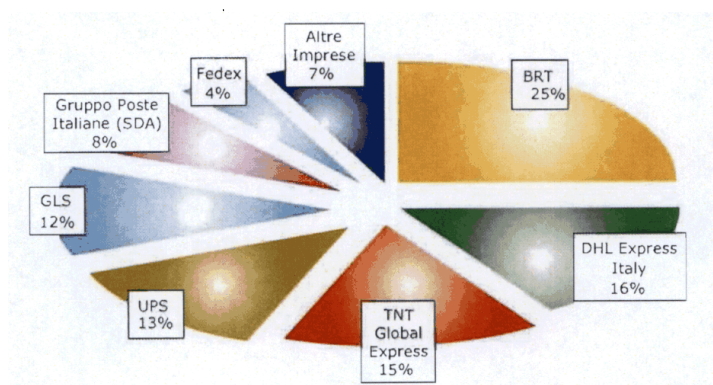 Altre
Imprese
7%
BRT
25%
Fedex
4%
Gruppo Poste
Italiane (SDA)
8%
GLS
12%
DHL Express
Italy
16%
UPS
13%
TNT
Global
Express
15%